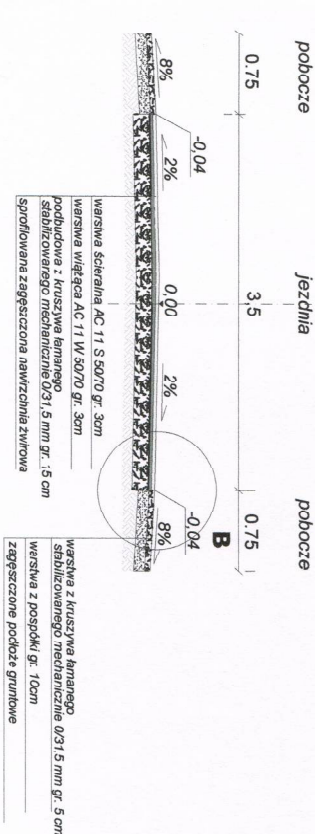 pobocze
jezdnia
pobocze
0.75
3,5
0.75
-0,04
0,00
-0,04
B
8%
2%
2%
8%
warstwa ścieralna AC 11 S 50/70 gr. 3cm
warstwa wiążąca AC 11 W 50/70 gr. 3cm
podbudowa z kruszywa łamanego
stabilizowanego mechanicznie 0/31,5 mm gr. 15 cm
sprofilowana zagęszczona nawirzchnia żwirowa
warstwa z kruszywa łamanego
stabilizowanego mechanicznie 0/31.5 mm gr. 5 cm
warstwa z pospółki gr. 10cm
zagęszczone podłoże gruntowe